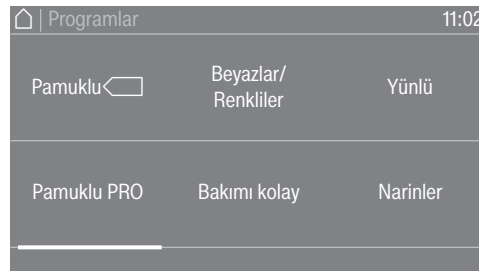 | Programlar 11:02
Pamuklu
Beyazlar/
Renkliler
Yünlü
Pamuklu PRO
Bakımı kolay
Narinler